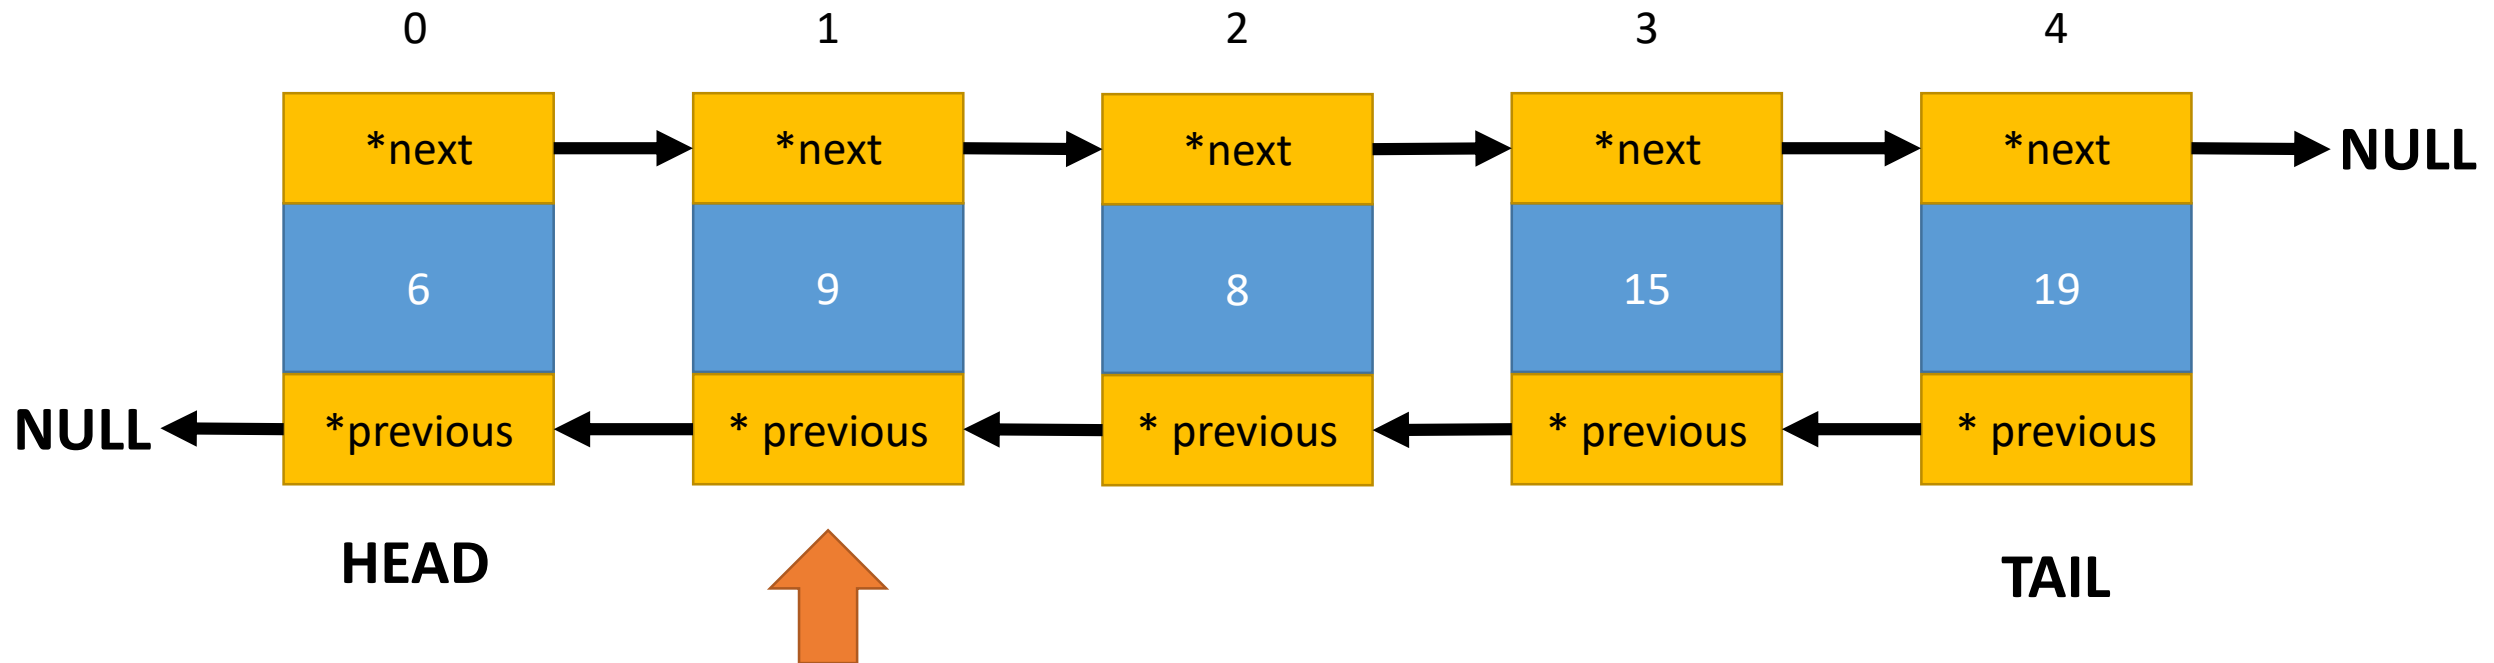 0 1 2 3 4
*next *next *next *next *next NULL
6 9 8 15 19
NULL *previous * previous * previous * previous * previous
HEAD TAIL